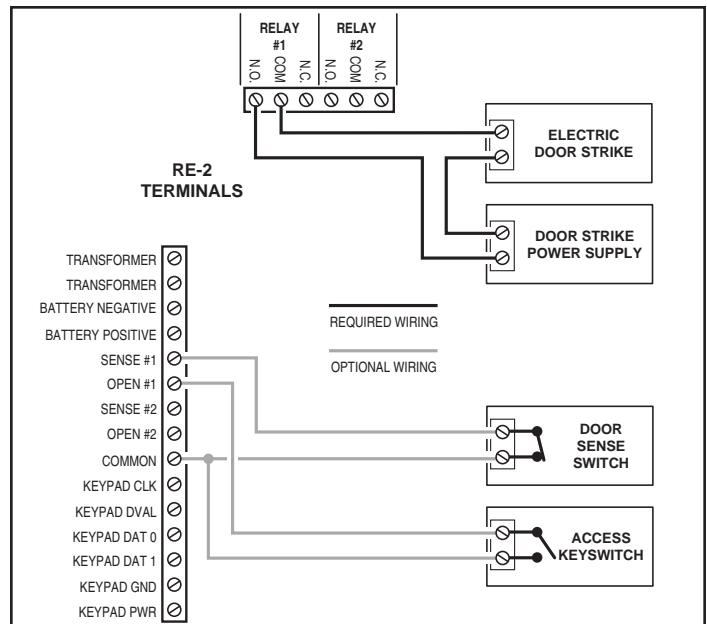 RELAY #1
RELAY #2
N.O.
COM
N.C.
N.O.
COM
N.C.
ELECTRIC
DOOR STRIKE
RE-2
TERMINALS
DOOR STRIKE
POWER SUPPLY
TRANSFORMER
TRANSFORMER
BATTERY NEGATIVE
BATTERY POSITIVE
SENSE #1
OPEN #1
SENSE #2
OPEN #2
COMMON
KEYPAD CLK
KEYPAD DVAL
KEYPAD DAT 0
KEYPAD DAT 1
KEYPAD GND
KEYPAD PWR
REQUIRED WIRING
OPTIONAL WIRING
DOOR
SENSE
SWITCH
ACCESS
KEYSWITCH